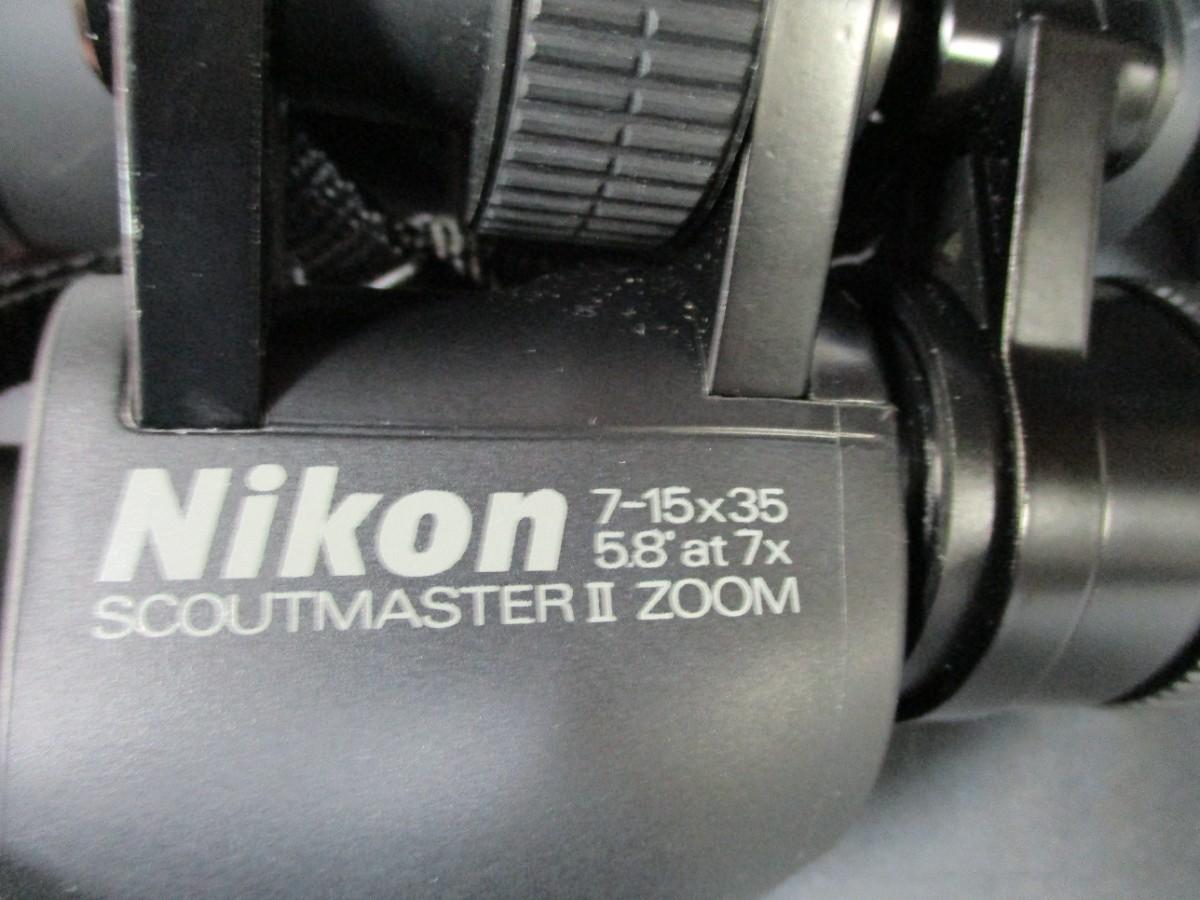 Nikon
7-15x35
5.8° at 7x
SCOUTMASTER II ZOOM